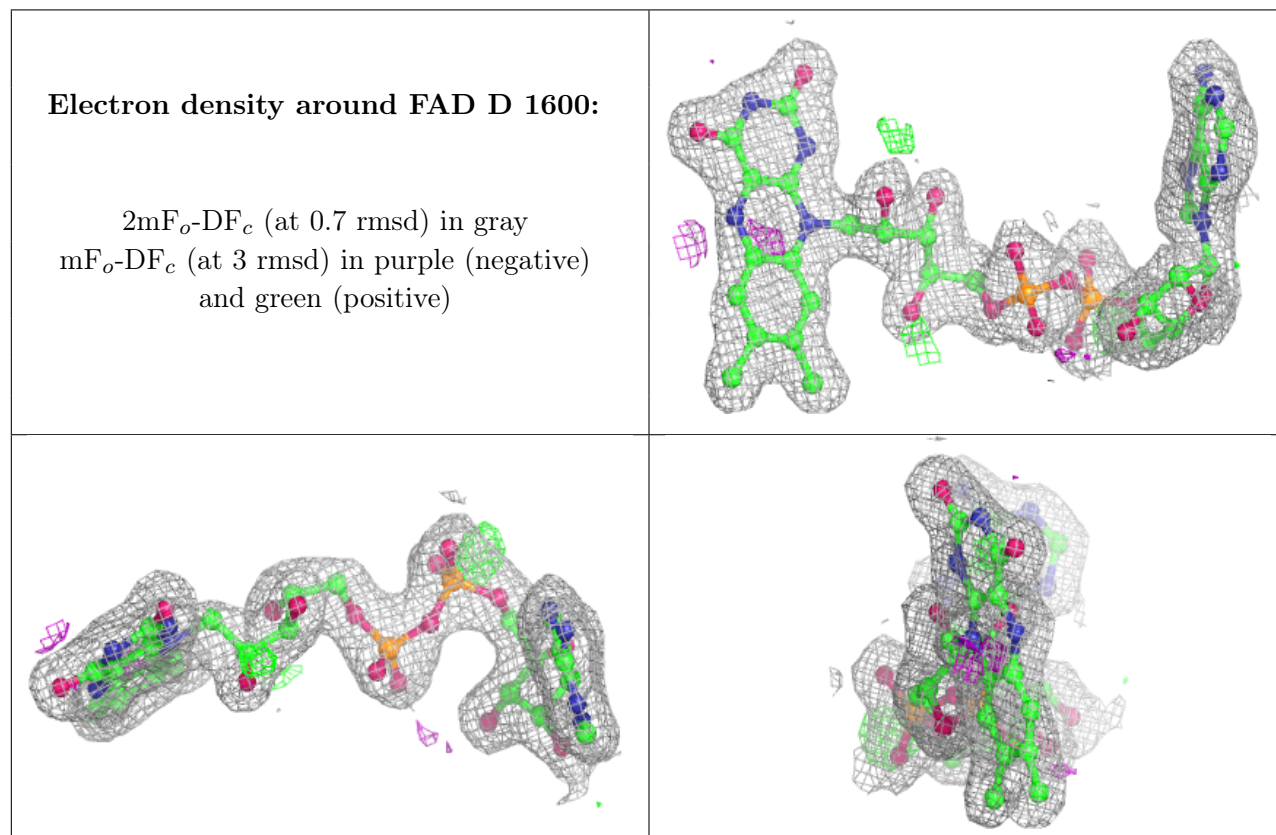 Electron density around FAD D 1600:
2mFo-DFc (at 0.7 rmsd) in gray
mFo-DFc (at 3 rmsd) in purple (negative)
and green (positive)